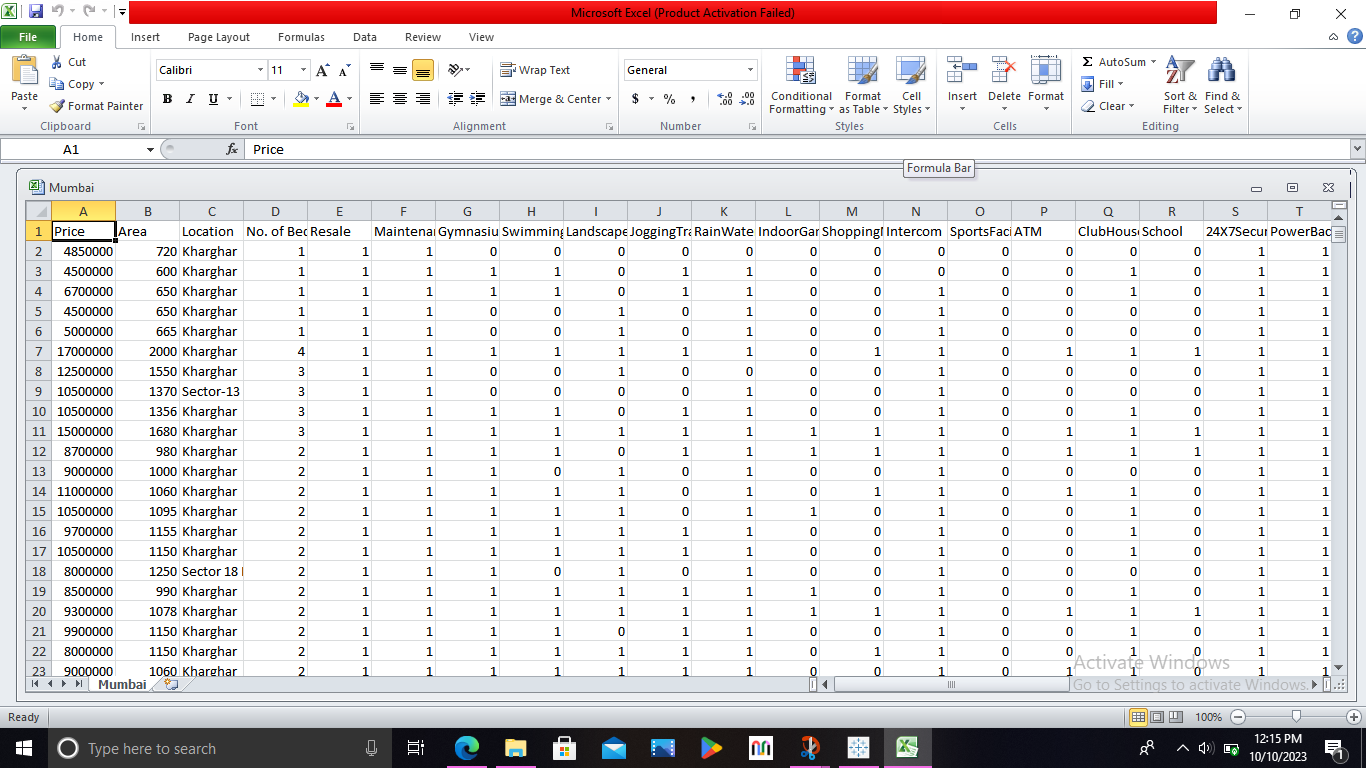 Microsoft Excel (Product Activation Failed)
File Home Insert Page Layout Formulas Data Review View
Paste Cut Copy Format Painter
Calibri 11
B I U
Wrap Text
Merge & Center
General
$ % ,
Conditional Formatting Format as Table Cell Styles
Insert Delete Format
Σ AutoSum Fill Clear
Sort & Filter Find & Select
Clipboard Font Alignment Number Styles Cells Editing
A1 fx Price
Formula Bar
Mumbai
A B C D E F G H I J K L M N O P Q R S T
1 Price Area Location No. of Bec Resale Maintenai Gymnasiu Swimming Landscape JoggingTra RainWate IndoorGar Shopping Intercom SportsFaci ATM ClubHous School 24X7Secur PowerBac
2 4850000 720 Kharghar 1 1 1 0 0 0 0 0 0 0 0 0 0 0 0 1 1
3 4500000 600 Kharghar 1 1 1 1 1 0 1 1 0 0 0 0 0 1 0 1 1
4 6700000 650 Kharghar 1 1 1 1 1 0 1 1 0 0 1 0 0 1 0 1 1
5 4500000 650 Kharghar 1 1 1 0 0 1 0 0 0 0 1 0 0 0 0 1 1
6 5000000 665 Kharghar 1 1 1 0 0 1 0 0 0 0 1 0 0 1 0 1 1
7 17000000 2000 Kharghar 4 1 1 1 1 1 1 1 0 1 1 0 1 1 1 1 1
8 12500000 1550 Kharghar 3 1 1 0 0 1 0 0 0 0 1 0 0 0 0 1 1
9 10500000 1370 Sector-13 3 1 1 0 0 0 0 1 0 0 1 0 0 1 0 1 1
10 10500000 1356 Kharghar 3 1 1 1 1 0 1 1 0 0 1 0 0 1 0 1 1
11 15000000 1680 Kharghar 3 1 1 1 1 1 1 1 1 1 1 0 1 1 1 1 1
12 8700000 980 Kharghar 2 1 1 1 1 0 1 1 1 1 1 0 1 1 1 1 1
13 9000000 1000 Kharghar 2 1 1 1 0 1 0 1 0 0 1 0 0 1 0 1 1
14 11000000 1060 Kharghar 2 1 1 1 1 1 0 1 0 1 1 0 1 1 0 1 1
15 10500000 1095 Kharghar 2 1 1 1 1 1 0 1 1 0 1 0 0 1 0 1 1
16 9700000 1155 Kharghar 2 1 1 1 1 1 1 1 0 0 1 0 0 1 0 1 1
17 10500000 1150 Kharghar 2 1 1 1 1 1 1 1 0 0 1 0 0 1 0 1 1
18 8000000 1250 Sector 18 2 1 1 1 0 1 0 1 0 0 1 0 0 1 0 1 1
19 8500000 990 Kharghar 2 1 1 1 1 1 1 1 1 0 1 0 0 1 0 1 1
20 9300000 1078 Kharghar 2 1 1 1 1 1 1 1 1 0 1 0 1 1 1 1 1
21 9900000 1150 Kharghar 2 1 1 1 1 0 1 1 0 0 1 0 0 1 0 1 1
22 8000000 1150 Kharghar 2 1 1 1 1 1 1 1 0 1 1 0 0 1 0 1 1
23 9000000 1060 Kharghar 2 1 1 1 1 1 1 1 0 0 1 0 1 1 0 1 1
Activate Windows
Go to Settings to activate Windows.
Mumbai
Ready 100%
Type here to search
12:15 PM
10/10/2023
1